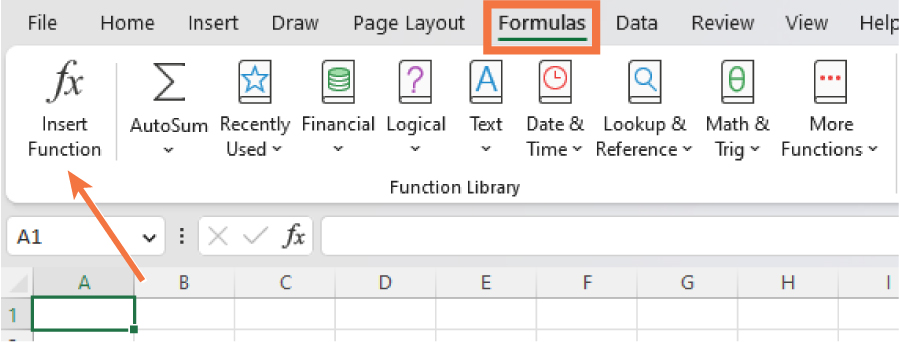 File Home Insert Draw Page Layout Formulas Data Review View Help
fx Σ ? A θ
Insert Function AutoSum Recently Used Financial Logical Text Date & Time Lookup & Reference Math & Trig More Functions
Function Library
A1 fx
A B C D E F G H I
1